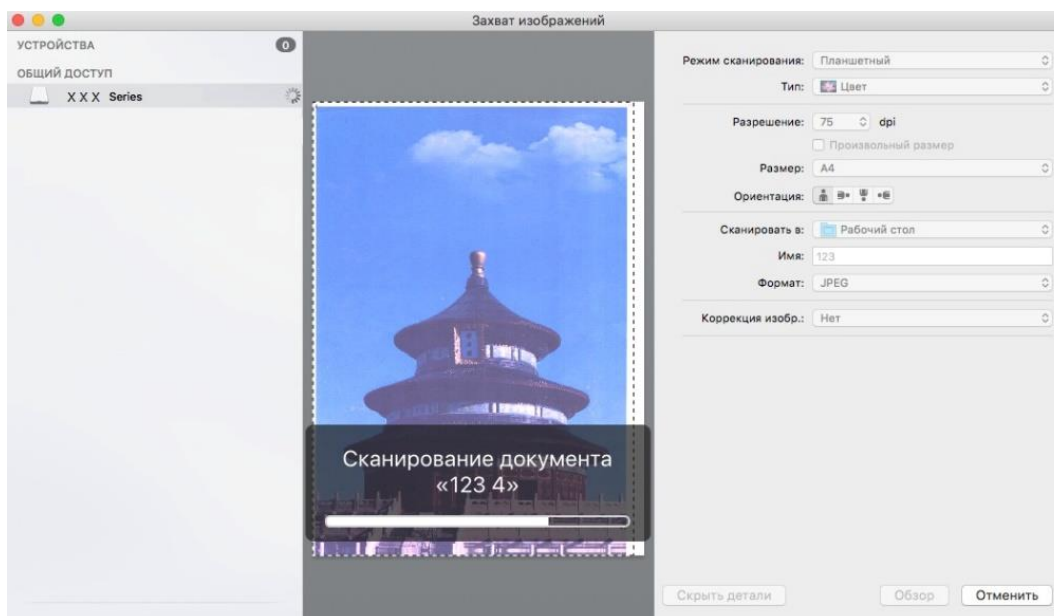 Захват изображений
УСТРОЙСТВА 0
ОБЩИЙ ДОСТУП
X X X Series
Сканирование документа
«123 4»
Режим сканирования: Планшетный
Тип: Цвет
Разрешение: 75 dpi
Произвольный размер
Размер: A4
Ориентация:
Сканировать в: Рабочий стол
Имя: 123
Формат: JPEG
Коррекция изобр.: Нет
Скрыть детали Обзор Отменить